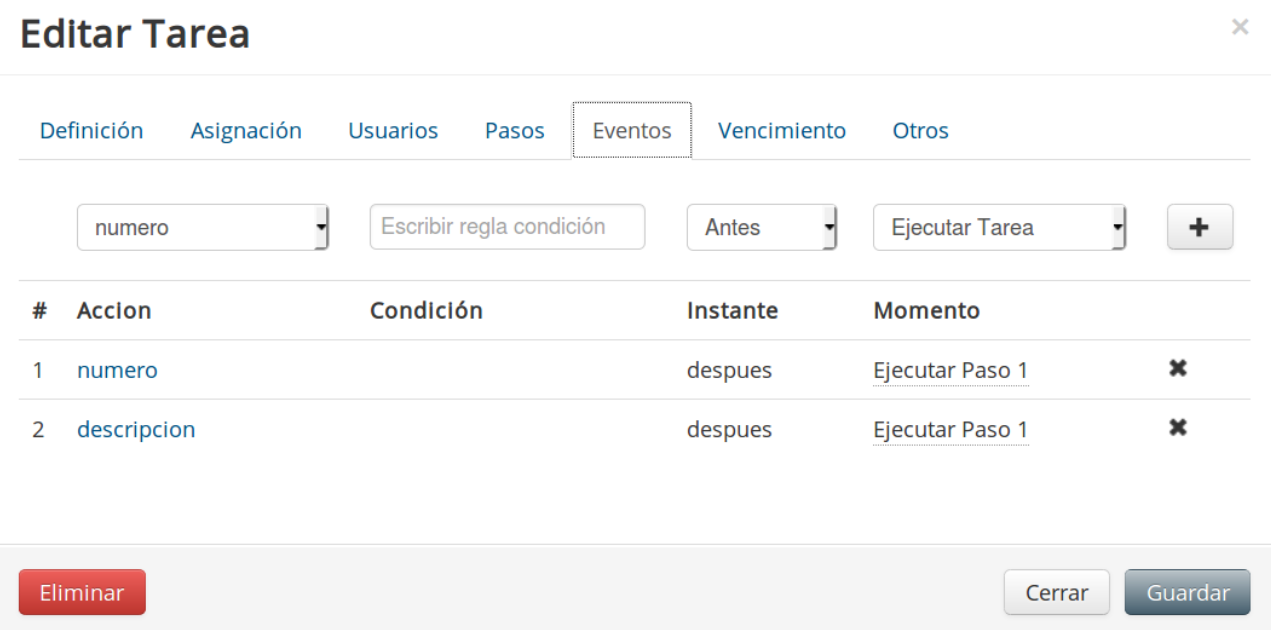 Editar Tarea ×
Definición Asignación Usuarios Pasos Eventos Vencimiento Otros
numero Escribir regla condición Antes Ejecutar Tarea +
# Accion Condición Instante Momento
1 numero despues Ejecutar Paso 1 ✖
2 descripcion despues Ejecutar Paso 1 ✖
Eliminar Cerrar Guardar